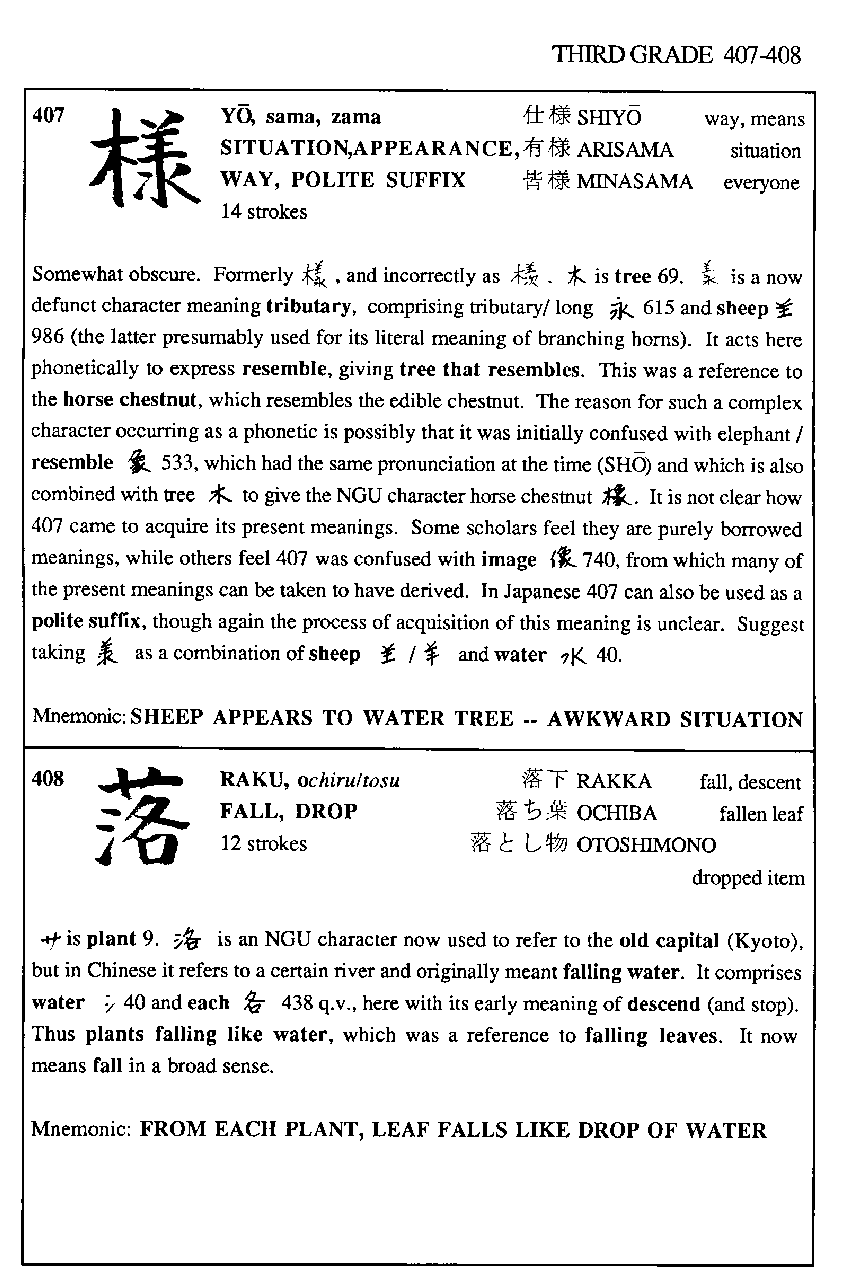 THIRD GRADE 407-408
407 様 YŌ, sama, zama 仕様 SHIYŌ way, means
SITUATION, APPEARANCE, 有様 ARISAMA situation
WAY, POLITE SUFFIX 皆様 MINASAMA everyone
14 strokes
Somewhat obscure. Formerly 樣 , and incorrectly as 様 . 木 is tree 69. 羕 is a now
defunct character meaning tributary, comprising tributary/ long 永 615 and sheep 𦍌
986 (the latter presumably used for its literal meaning of branching horns). It acts here
phonetically to express resemble, giving tree that resembles. This was a reference to
the horse chestnut, which resembles the edible chestnut. The reason for such a complex
character occurring as a phonetic is possibly that it was initially confused with elephant /
resemble 象 533, which had the same pronunciation at the time (SHŌ) and which is also
combined with tree 木 to give the NGU character horse chestnut 橡. It is not clear how
407 came to acquire its present meanings. Some scholars feel they are purely borrowed
meanings, while others feel 407 was confused with image 像 740, from which many of
the present meanings can be taken to have derived. In Japanese 407 can also be used as a
polite suffix, though again the process of acquisition of this meaning is unclear. Suggest
taking as a combination of sheep 𦍌 / 羊 and water 氺 40.
Mnemonic: SHEEP APPEARS TO WATER TREE -- AWKWARD SITUATION
408 落 RAKU, ochiru/tosu 落下 RAKKA fall, descent
FALL, DROP 落ち葉 OCHIBA fallen leaf
12 strokes 落とし物 OTOSHIMONO
dropped item
艹 is plant 9. 洛 is an NGU character now used to refer to the old capital (Kyoto),
but in Chinese it refers to a certain river and originally meant falling water. It comprises
water 氵 40 and each 各 438 q.v., here with its early meaning of descend (and stop).
Thus plants falling like water, which was a reference to falling leaves. It now
means fall in a broad sense.
Mnemonic: FROM EACH PLANT, LEAF FALLS LIKE DROP OF WATER